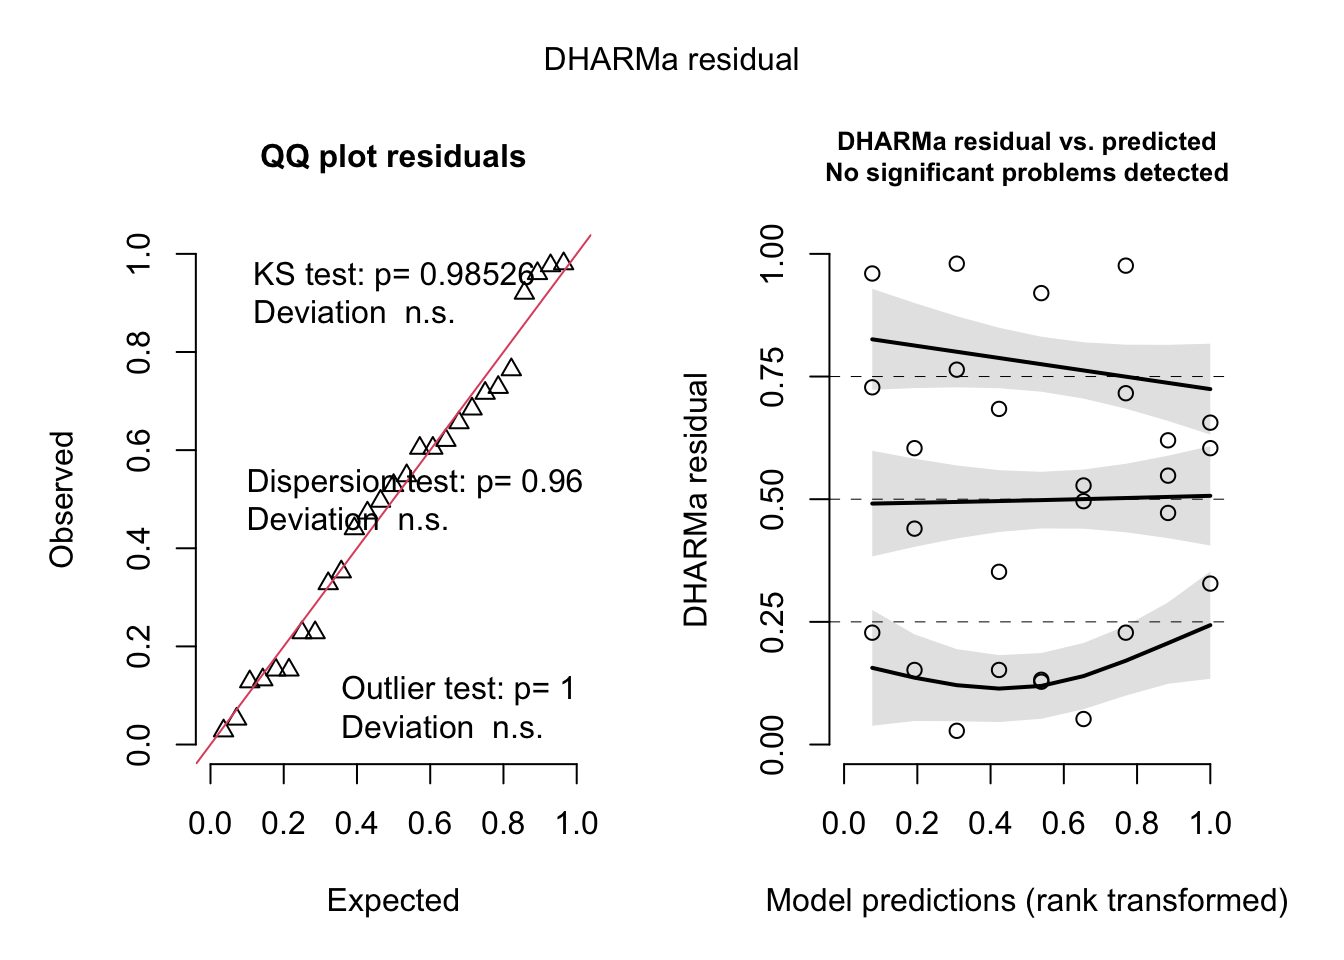 DHARMa residual
QQ plot residuals
KS test: p= 0.98526
Deviation n.s.
Dispersion test: p= 0.96
Deviation n.s.
Outlier test: p= 1
Deviation n.s.
Observed
0.0 0.2 0.4 0.6 0.8 1.0
0.0 0.2 0.4 0.6 0.8 1.0
Expected
DHARMa residual vs. predicted
No significant problems detected
DHARMa residual
0.00 0.25 0.50 0.75 1.00
0.0 0.2 0.4 0.6 0.8 1.0
Model predictions (rank transformed)